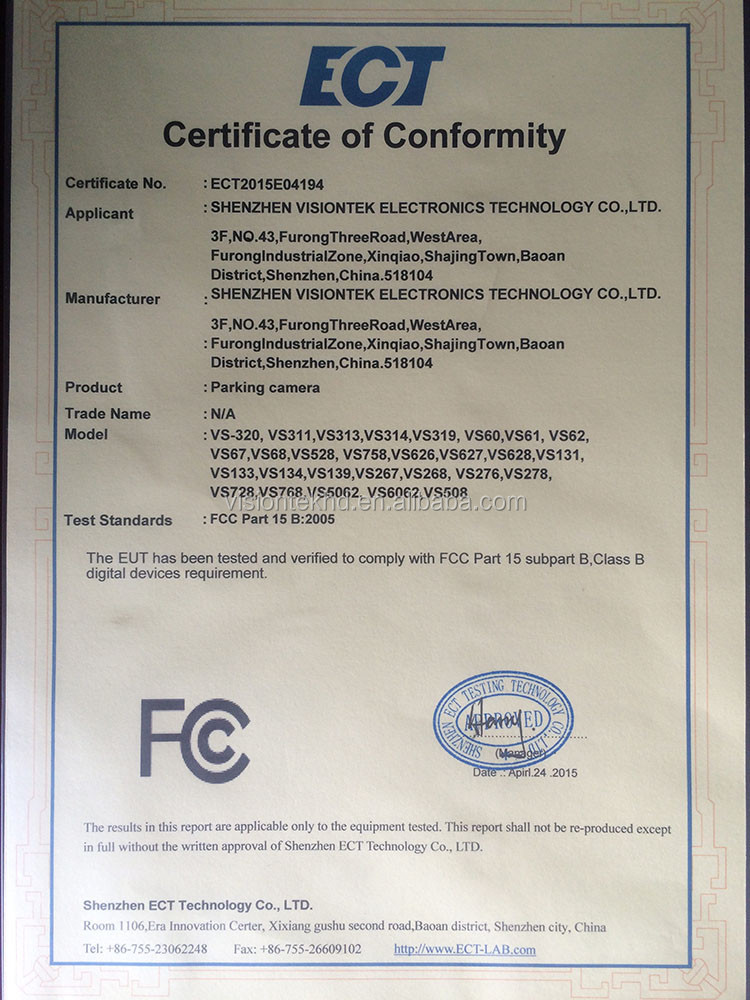 ECT
Certificate of Conformity
Certificate No. : ECT2015E04194
Applicant : SHENZHEN VISIONTEK ELECTRONICS TECHNOLOGY CO.,LTD.
3F,NO.43,FurongThreeRoad,WestArea,
FurongIndustrialZone,Xinqiao,ShajingTown,Baoan
District,Shenzhen,China.518104
Manufacturer : SHENZHEN VISIONTEK ELECTRONICS TECHNOLOGY CO.,LTD.
3F,NO.43,FurongThreeRoad,WestArea,
: FurongIndustrialZone,Xinqiao,ShajingTown,Baoan
District,Shenzhen,China.518104
Product : Parking camera
Trade Name : N/A
Model : VS-320, VS311,VS313,VS314,VS319, VS60,VS61, VS62,
VS67,VS68,VS528, VS758,VS626,VS627,VS628,VS131,
VS133,VS134,VS139,VS267,VS268, VS276,VS278,
VS728,VS768,VS5062, VS6062,VS508
visiontekhd.en.alibaba.com
Test Standards : FCC Part 15 B:2005
The EUT has been tested and verified to comply with FCC Part 15 subpart B,Class B
digital devices requirement.
FCC
SHENZHEN ECT TESTING TECHNOLOGY CO., LTD
APPROVED
(Manager)
Date .: Apirl.24 .2015
The results in this report are applicable only to the equipment tested. This report shall not be re-produced except
in full without the written approval of Shenzhen ECT Technology Co., LTD.
Shenzhen ECT Technology Co., LTD.
Room 1106,Era Innovation Certer, Xixiang gushu second road,Baoan district, Shenzhen city, China
Tel: +86-755-23062248 Fax: +86-755-26609102 http://www.ECT-LAB.com